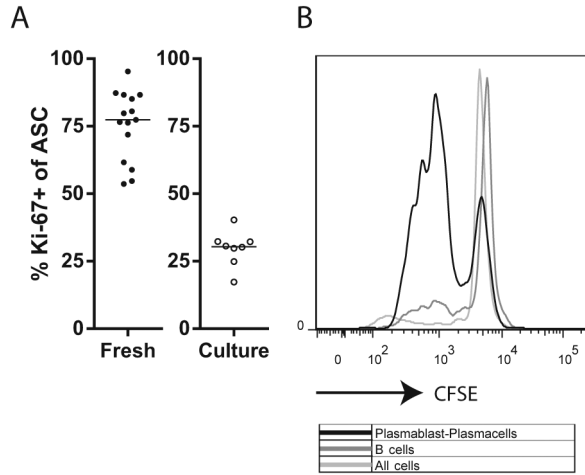 A
% Ki-67+ of ASC
100
75
50
25
0
Fresh
100
75
50
25
0
Culture
B
0
0 10² 10³ 10⁴ 10⁵
CFSE
Plasmablast-Plasmacells
B cells
All cells